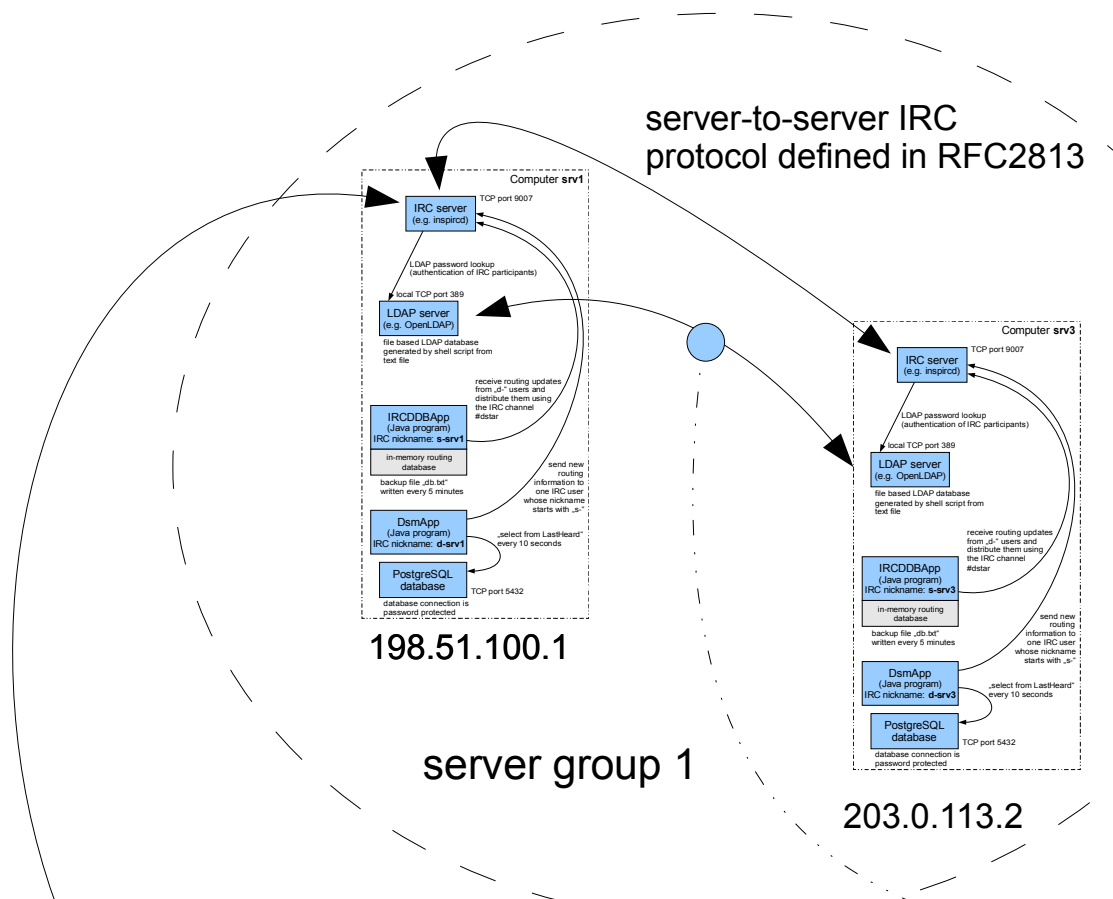 server-to-server IRC
protocol defined in RFC2813
Computer srv1
TCP port 9007
IRC server
(e.g. inspircd)
LDAP password lookup
(authentication of IRC participants)
local TCP port 389
LDAP server
(e.g. OpenLDAP)
file based LDAP database
generated by shell script from
text file
receive routing updates
from „d-“ users and
distribute them using
the IRC channel
#dstar
IRCDDBApp
(Java program)
IRC nickname: s-srv1
in-memory routing
database
backup file „db.txt“
written every 5 minutes
send new
routing
information to
one IRC user
whose nickname
starts with „s-“
DsmApp
(Java program)
IRC nickname: d-srv1
„select from LastHeard“
every 10 seconds
PostgreSQL
database
TCP port 5432
database connection is
password protected
198.51.100.1
Computer srv3
TCP port 9007
IRC server
(e.g. inspircd)
LDAP password lookup
(authentication of IRC participants)
local TCP port 389
LDAP server
(e.g. OpenLDAP)
file based LDAP database
generated by shell script from
text file
receive routing updates
from „d-“ users and
distribute them using
the IRC channel
#dstar
IRCDDBApp
(Java program)
IRC nickname: s-srv3
in-memory routing
database
backup file „db.txt“
written every 5 minutes
send new
routing
information to
one IRC user
whose nickname
starts with „s-“
DsmApp
(Java program)
IRC nickname: d-srv3
„select from LastHeard“
every 10 seconds
PostgreSQL
database
TCP port 5432
database connection is
password protected
203.0.113.2
server group 1